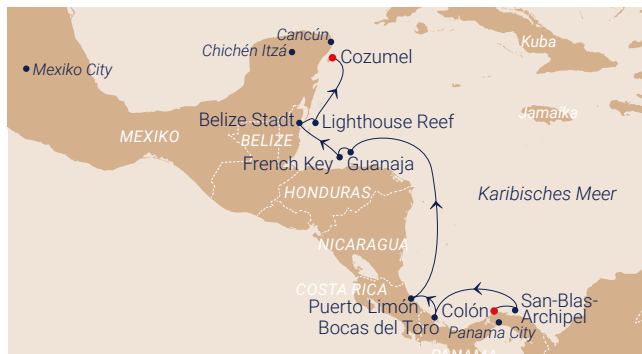 Cancún
Kuba
Chichén Itzá
Cozumel
Mexiko City
Jamaika
Belize Stadt
Lighthouse Reef
MEXIKO
BELIZE
French Key
Guanaja
HONDURAS
Karibisches Meer
NICARAGUA
COSTA RICA
Puerto Limón
Colón
San-Blas-
Archipel
Bocas del Toro
Panama City
PANAMA